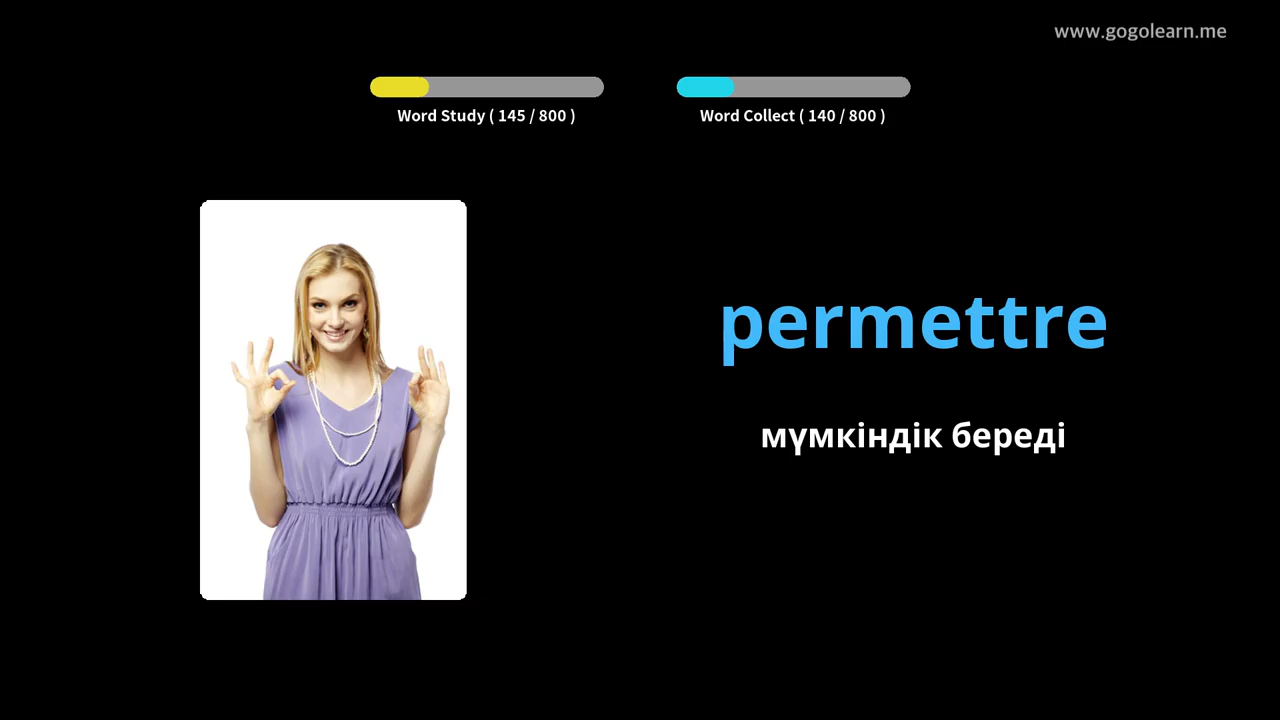 www.gogolearn.me
Word Study ( 145 / 800 )
Word Collect ( 140 / 800 )
permettre
мүмкіндік береді